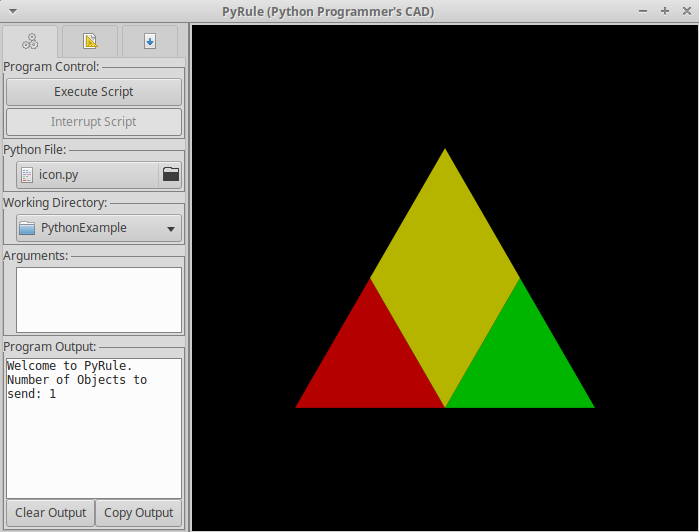 PyRule (Python Programmer's CAD)
Program Control:
Execute Script
Interrupt Script
Python File:
icon.py
Working Directory:
PythonExample
Arguments:
Program Output:
Welcome to PyRule.
Number of Objects to
send: 1
Clear Output Copy Output